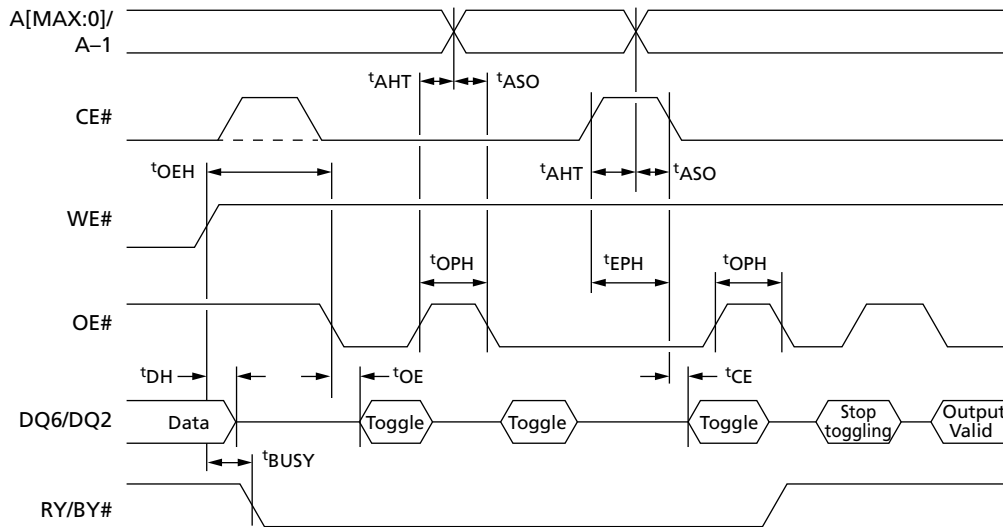 A[MAX:0]/
A–1
tAHT
tASO
CE#
tOEH
tAHT
tASO
WE#
tOPH
tEPH
tOPH
OE#
tDH
tOE
tCE
DQ6/DQ2
Data
Toggle
Toggle
Toggle
Stop
toggling
Output
Valid
tBUSY
RY/BY#